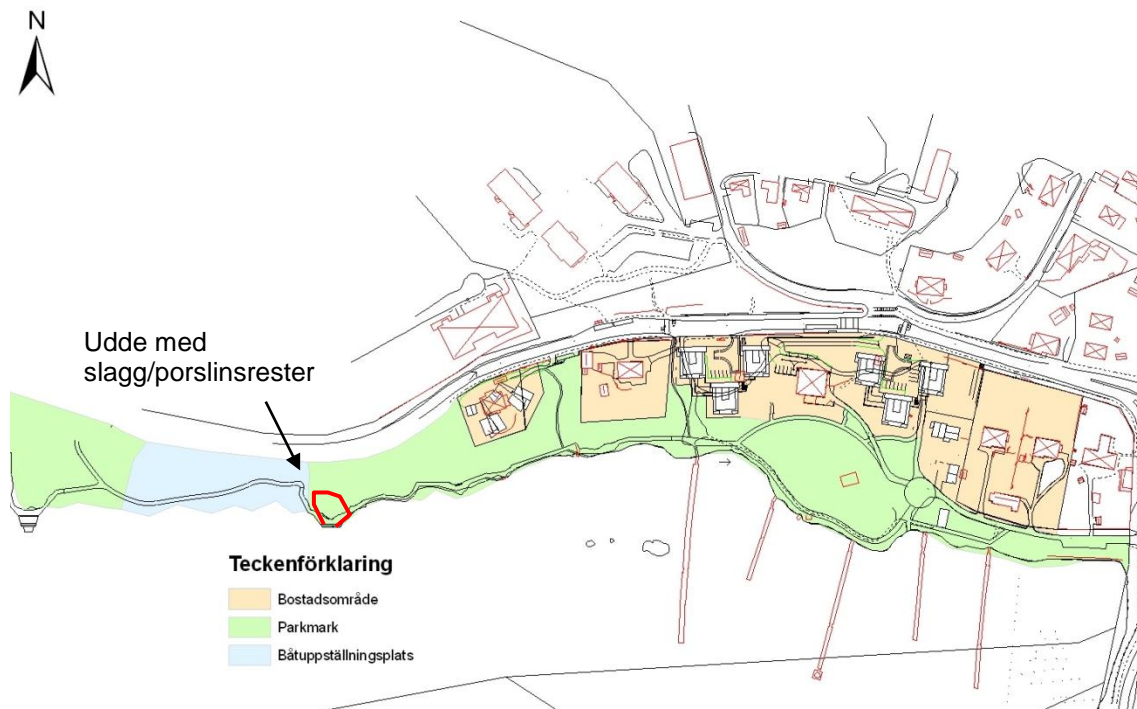 N
Udde med
slagg/porslinsrester
Teckenförklaring
Bostadsområde
Parkmark
Båtuppställningsplats